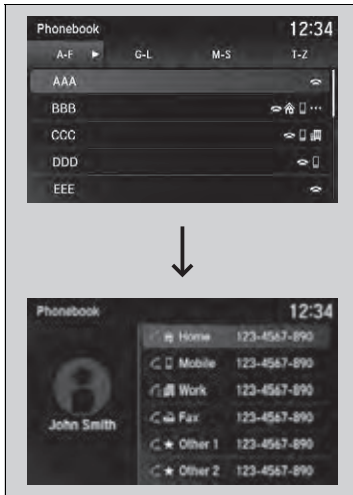 Phonebook 12:34
A-F G-L M-S T-Z
AAA
BBB
CCC
DDD
EEE
Phonebook 12:34
Home 123-4567-890
Mobile 123-4567-890
Work 123-4567-890
John Smith
Fax 123-4567-890
Other 1 123-4567-890
Other 2 123-4567-890